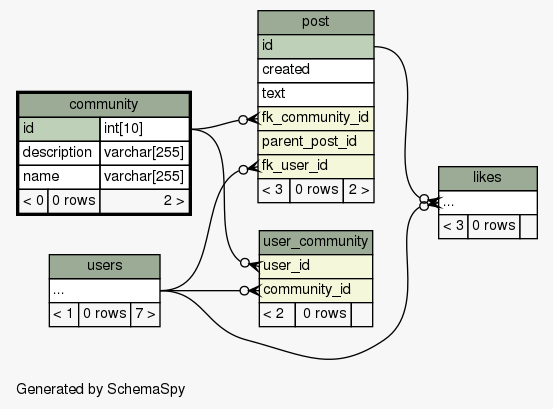 post
id
created
text
fk_community_id
parent_post_id
fk_user_id
< 3 0 rows 2 >
community
id int[10]
description varchar[255]
name varchar[255]
< 0 0 rows 2 >
likes
...
< 3 0 rows
user_community
user_id
community_id
< 2 0 rows
users
...
< 1 0 rows 7 >
Generated by SchemaSpy